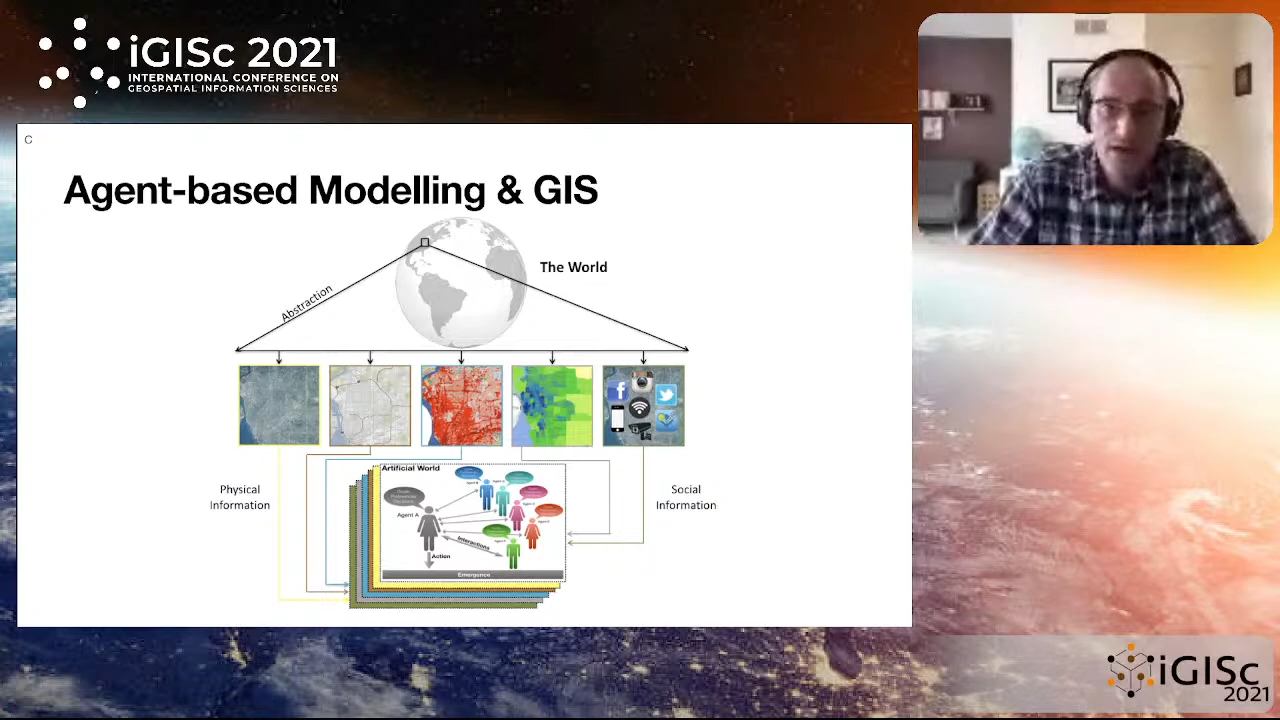 iGISc 2021
INTERNATIONAL CONFERENCE ON
GEOSPATIAL INFORMATION SCIENCES
C
Agent-based Modelling & GIS
The World
Abstraction
Physical
Information
Social
Information
Artificial World
Agent A
Interactions
Action
Emergence
iGISc
2021